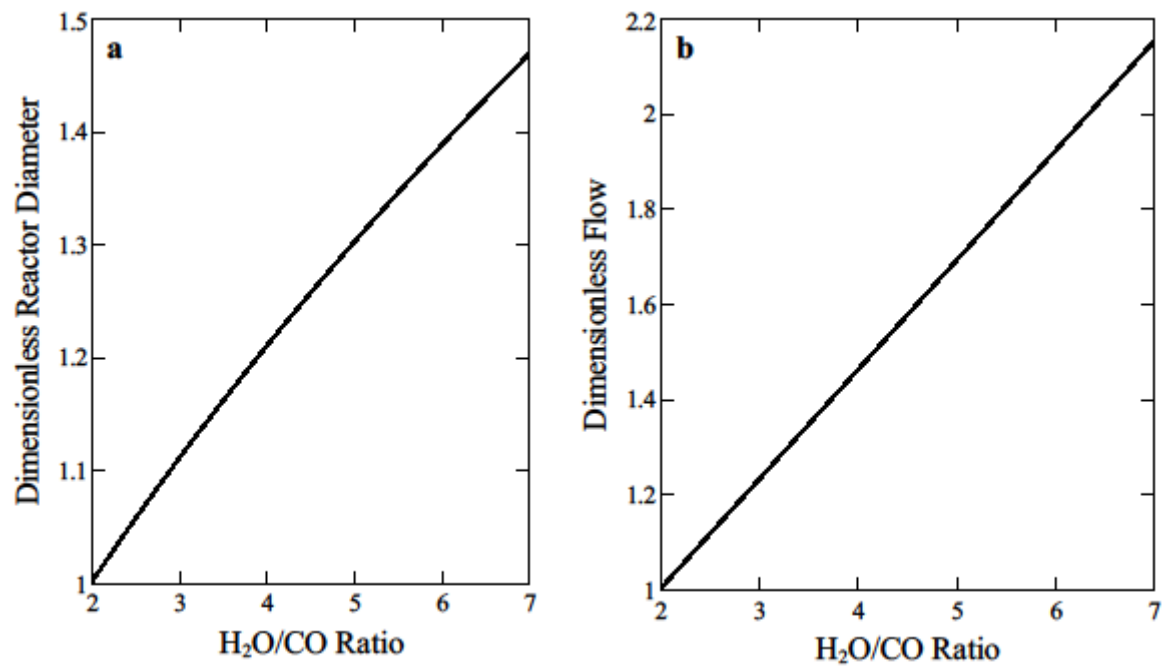 a
Dimensionless Reactor Diameter
1.5
1.4
1.3
1.2
1.1
1
2 3 4 5 6 7
H₂O/CO Ratio
b
Dimensionless Flow
2.2
2
1.8
1.6
1.4
1.2
1
2 3 4 5 6 7
H₂O/CO Ratio